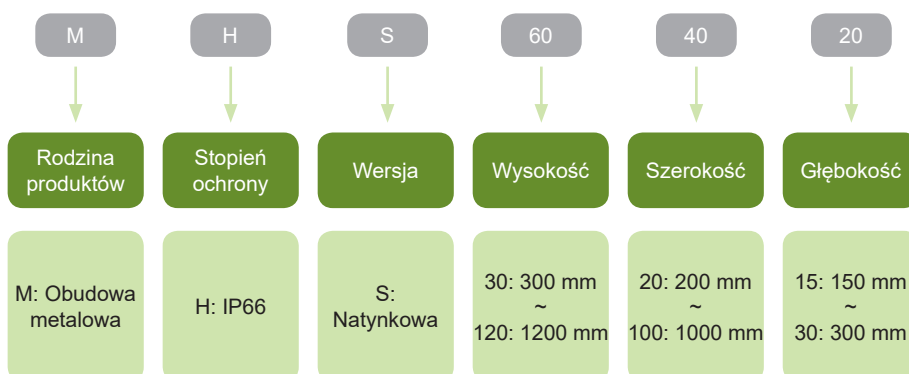 M
H
S
60
40
20
Rodzina
produktów
Stopień
ochrony
Wersja
Wysokość
Szerokość
Głębokość
M: Obudowa
metalowa
H: IP66
S:
Natynkowa
30: 300 mm
~
120: 1200 mm
20: 200 mm
~
100: 1000 mm
15: 150 mm
~
30: 300 mm